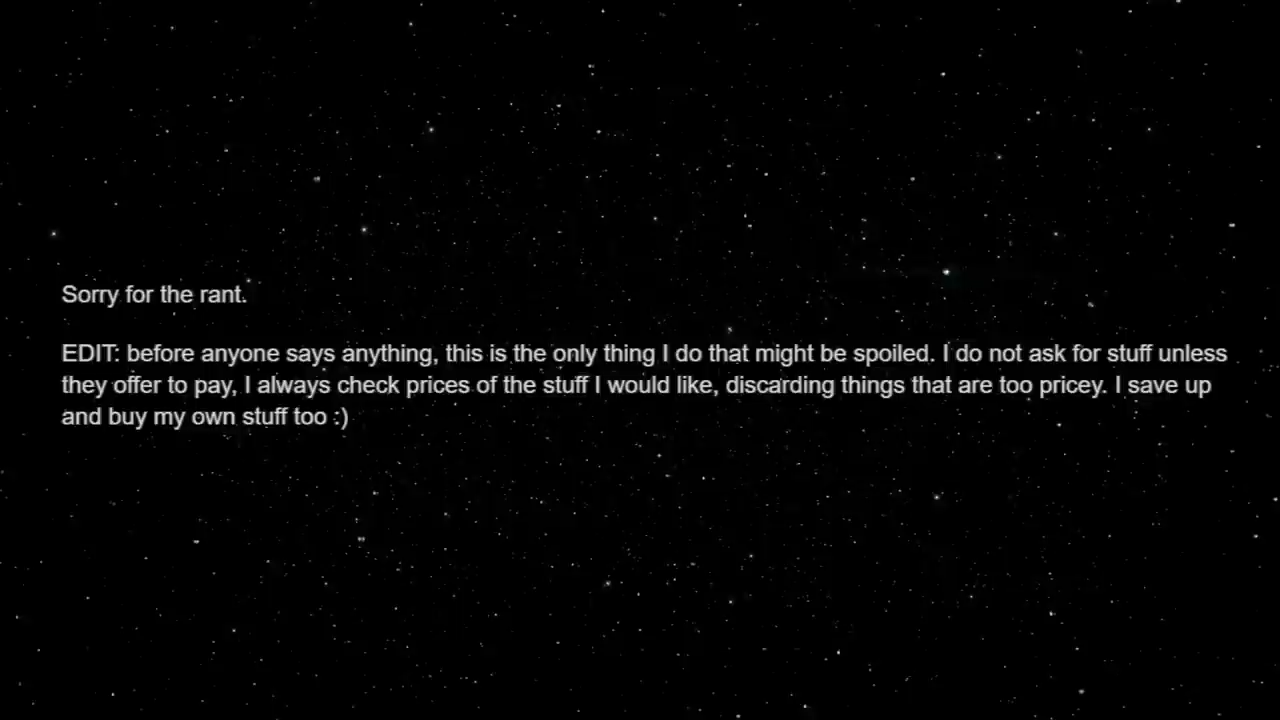 Sorry for the rant.
EDIT: before anyone says anything, this is the only thing I do that might be spoiled. I do not ask for stuff unless
they offer to pay, I always check prices of the stuff I would like, discarding things that are too pricey. I save up
and buy my own stuff too :)